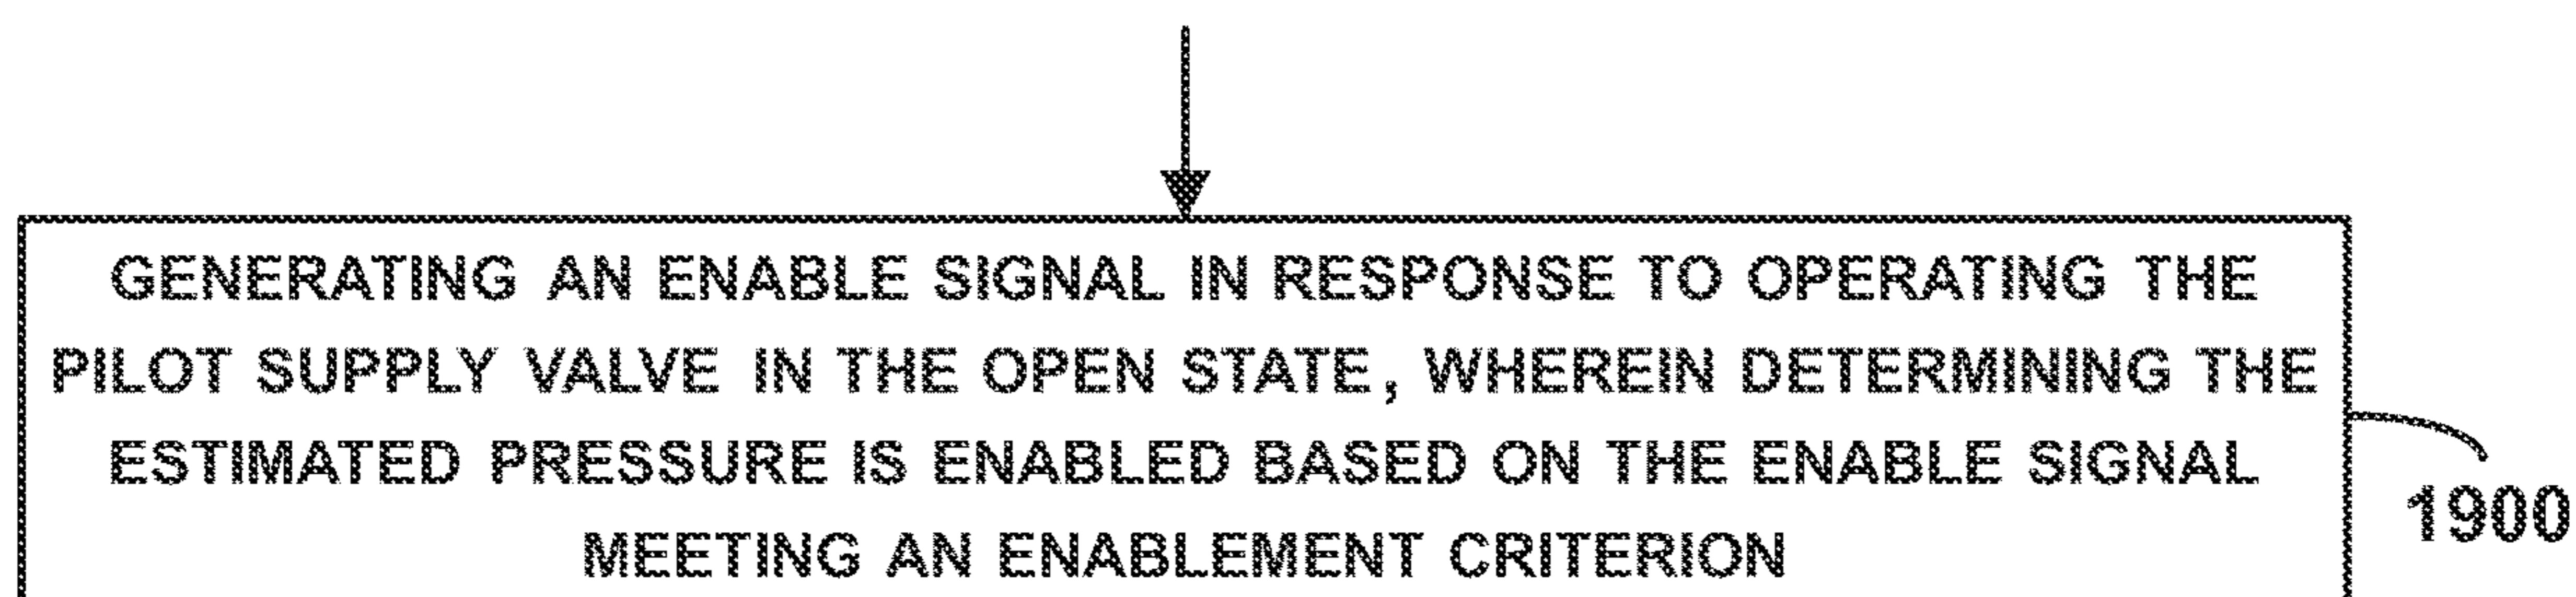 GENERATING AN ENABLE SIGNAL IN RESPONSE TO OPERATING THE
PILOT SUPPLY VALVE IN THE OPEN STATE, WHEREIN DETERMINING THE
ESTIMATED PRESSURE IS ENABLED BASED ON THE ENABLE SIGNAL
MEETING AN ENABLEMENT CRITERION
1900